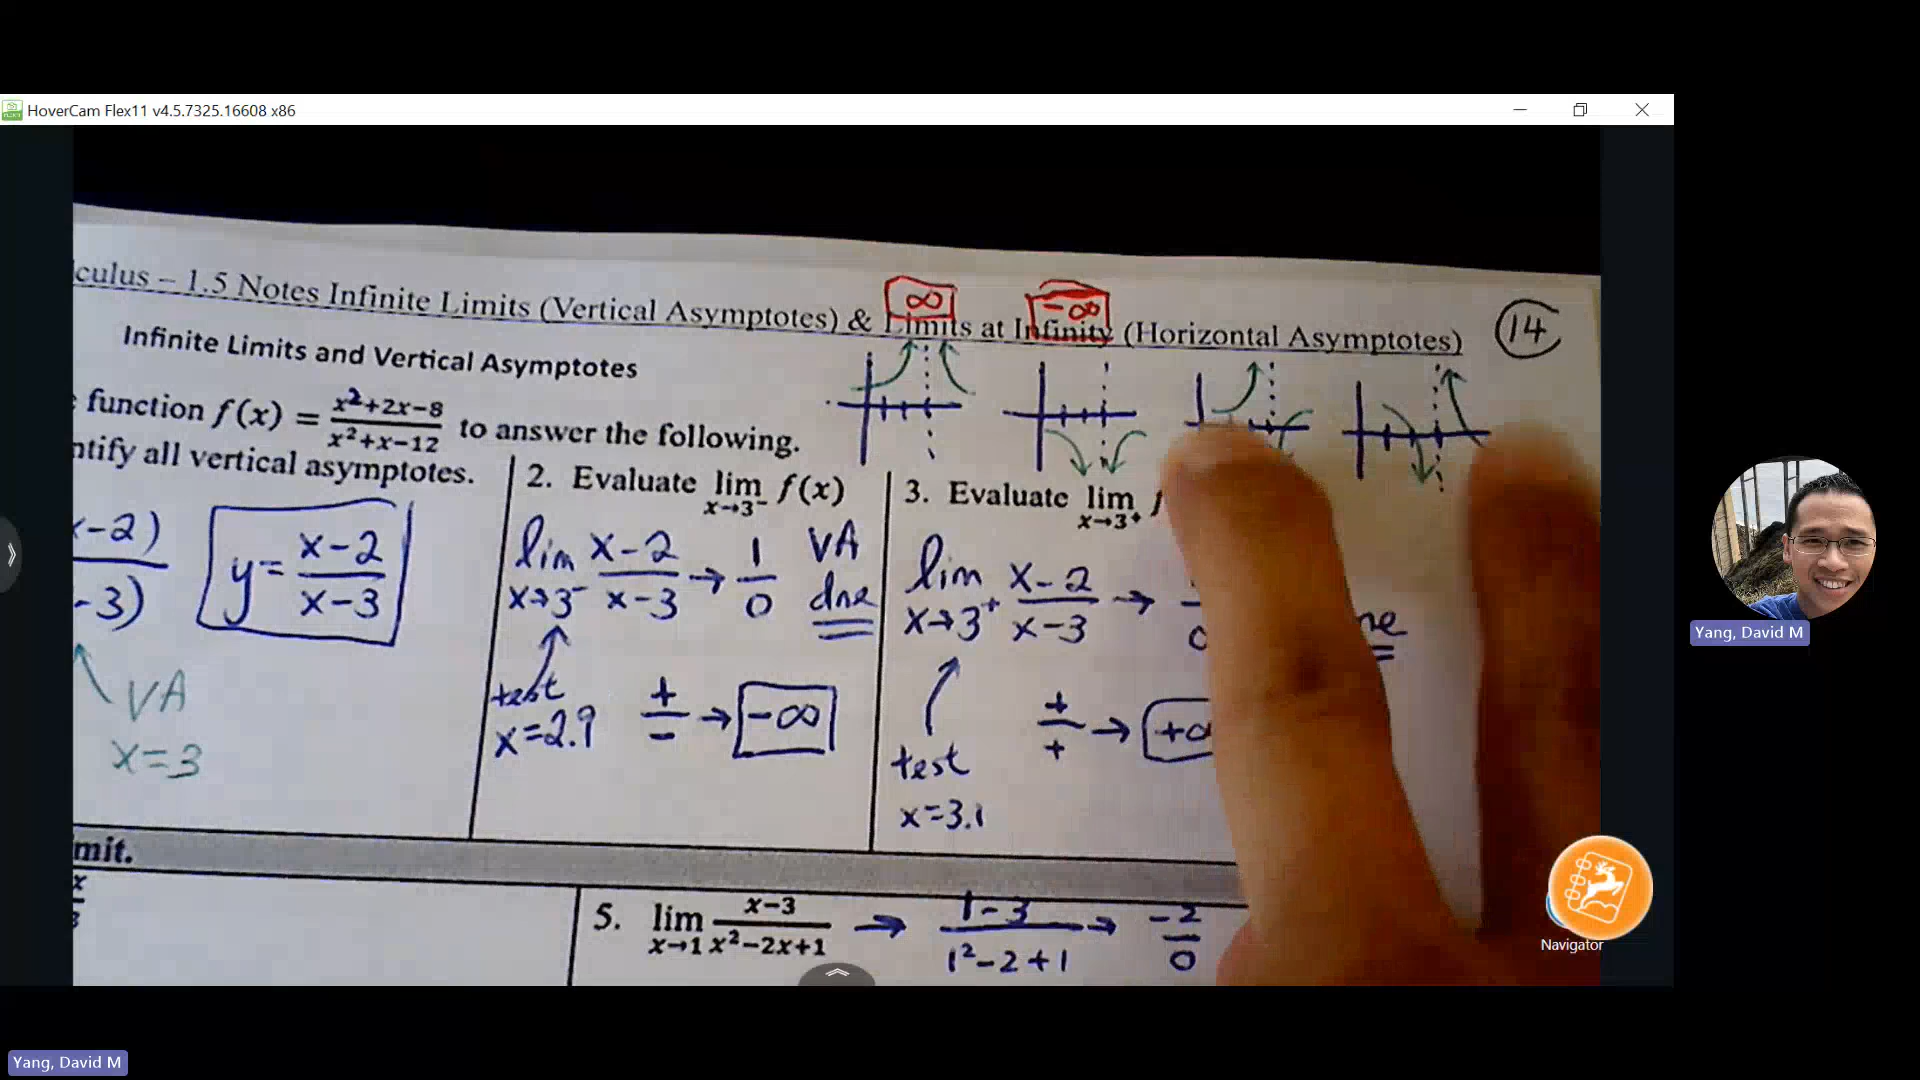 HoverCam Flex11 v4.5.7325.16608 x86
∞ -∞
culus – 1.5 Notes Infinite Limits (Vertical Asymptotes) & Limits at Infinity (Horizontal Asymptotes)
14
Infinite Limits and Vertical Asymptotes
function f(x) = (x²+2x−8)/(x²+x−12) to answer the following.
ntify all vertical asymptotes.
x-2)
-3)
y = (x-2)/(x-3)
VA
x=3
2. Evaluate lim x→3⁻ f(x)
lim x→3⁻ (x-2)/(x-3) → 1/0 VA
dne
test
x=2.9 +/- → -∞
3. Evaluate lim x→3⁺
lim x→3⁺ (x-2)/(x-3) →
ne
+/+ → +∞
test
x=3.1
mit.
5. lim x→1 (x−3)/(x²−2x+1) → (1-3)/(1²-2+1) → -2/0
Navigator
Yang, David M
Yang, David M